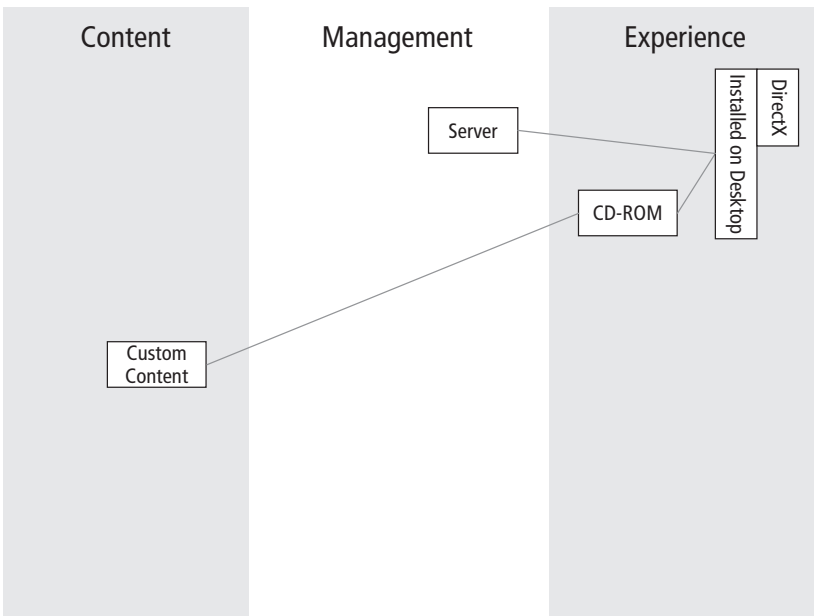 Content
Management
Experience
Server
CD-ROM
Installed on Desktop
DirectX
Custom
Content